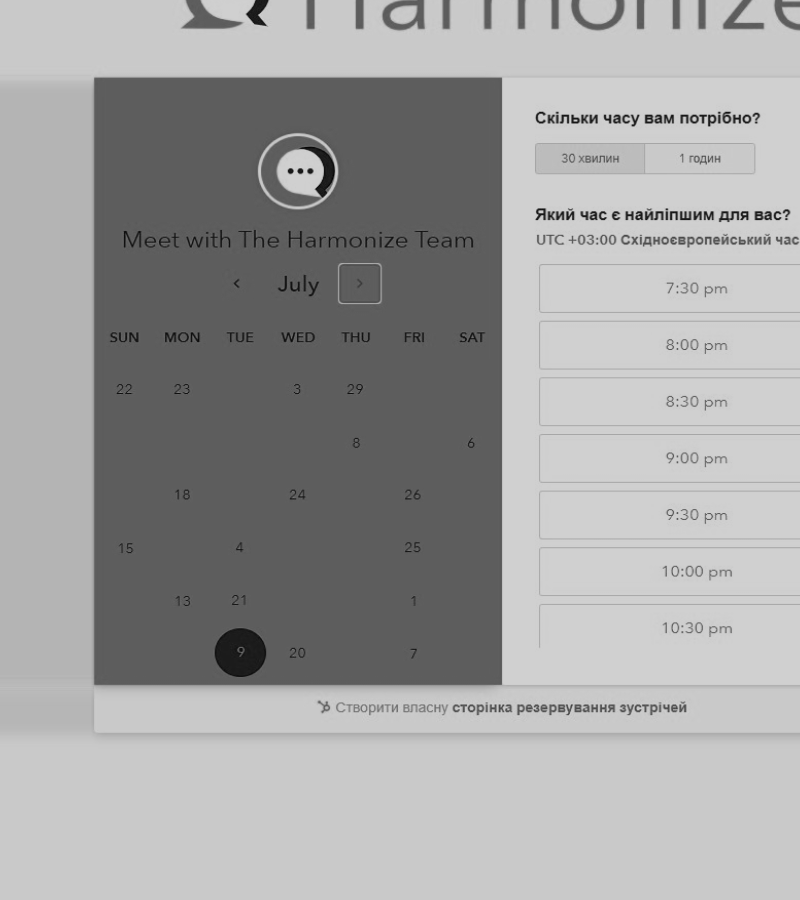 Harmonize
Meet with The Harmonize Team
July
SUN MON TUE WED THU FRI SAT
22 23 3 29
8 6
18 24 26
15 4 25
13 21 1
9 20 7
Скільки часу вам потрібно?
30 хвилин 1 годин
Який час є найліпшим для вас?
UTC +03:00 Східноєвропейський час
7:30 pm
8:00 pm
8:30 pm
9:00 pm
9:30 pm
10:00 pm
10:30 pm
Створити власну сторінка резервування зустрічей